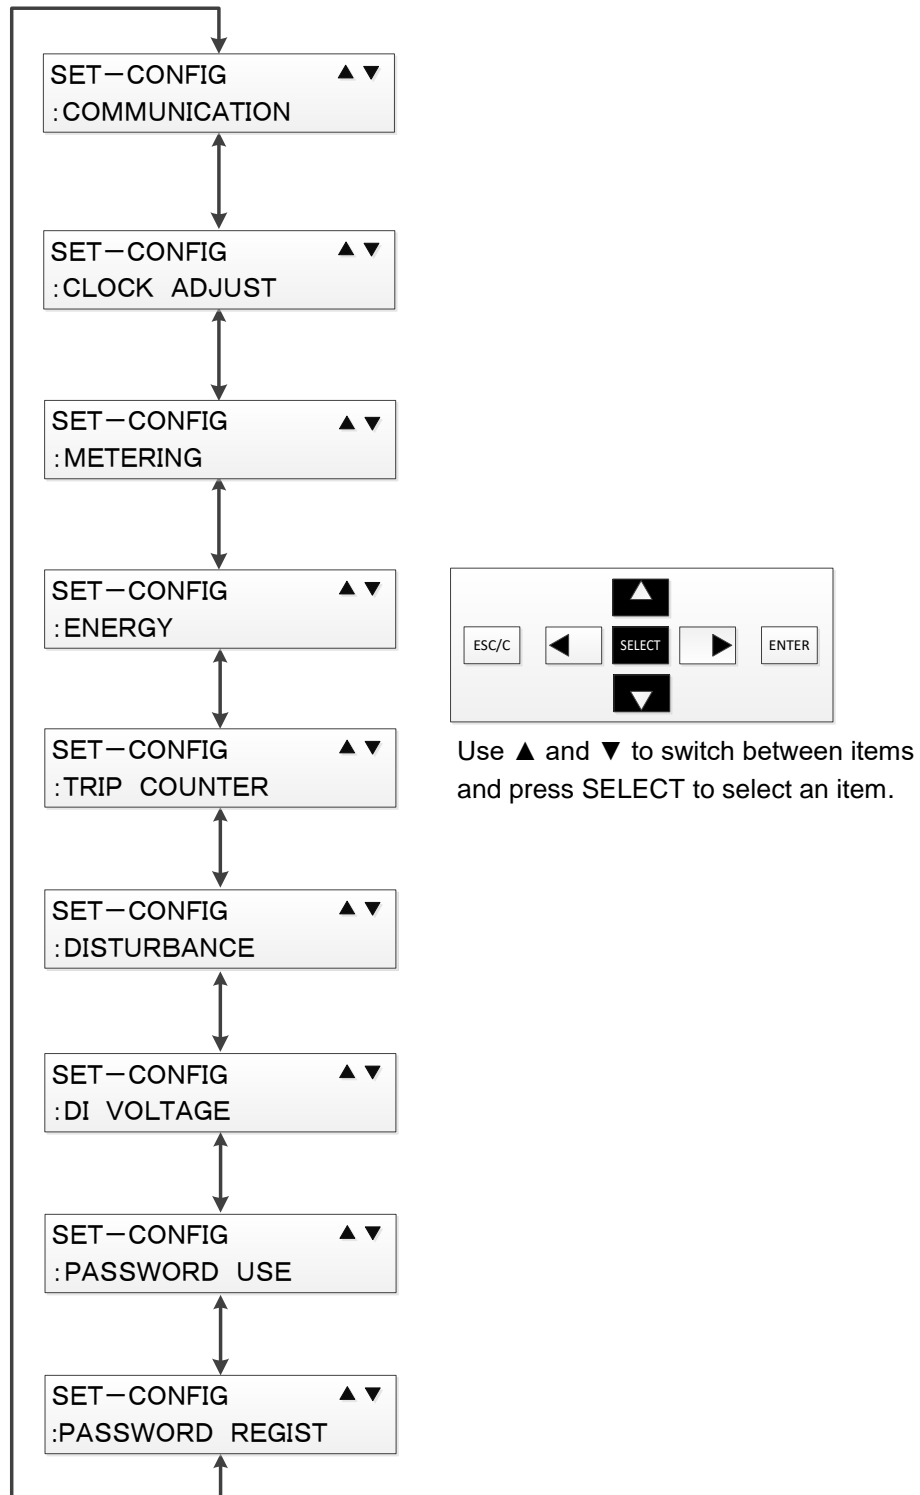 SET－CONFIG ▲ ▼
:COMMUNICATION
SET－CONFIG ▲ ▼
:CLOCK ADJUST
SET－CONFIG ▲ ▼
:METERING
SET－CONFIG ▲ ▼
:ENERGY
SET－CONFIG ▲ ▼
:TRIP COUNTER
SET－CONFIG ▲ ▼
:DISTURBANCE
SET－CONFIG ▲ ▼
:DI VOLTAGE
SET－CONFIG ▲ ▼
:PASSWORD USE
SET－CONFIG ▲ ▼
:PASSWORD REGIST
ESC/C SELECT ENTER
Use ▲ and ▼ to switch between items
and press SELECT to select an item.